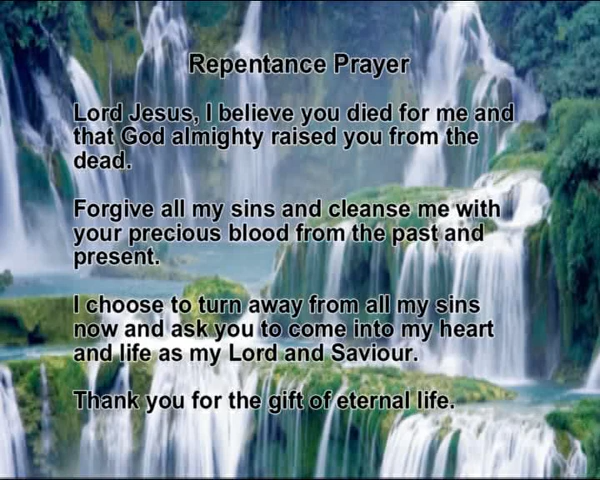 Repentance Prayer
Lord Jesus, I believe you died for me and
that God almighty raised you from the
dead.
Forgive all my sins and cleanse me with
your precious blood from the past and
present.
I choose to turn away from all my sins
now and ask you to come into my heart
and life as my Lord and Saviour.
Thank you for the gift of eternal life.